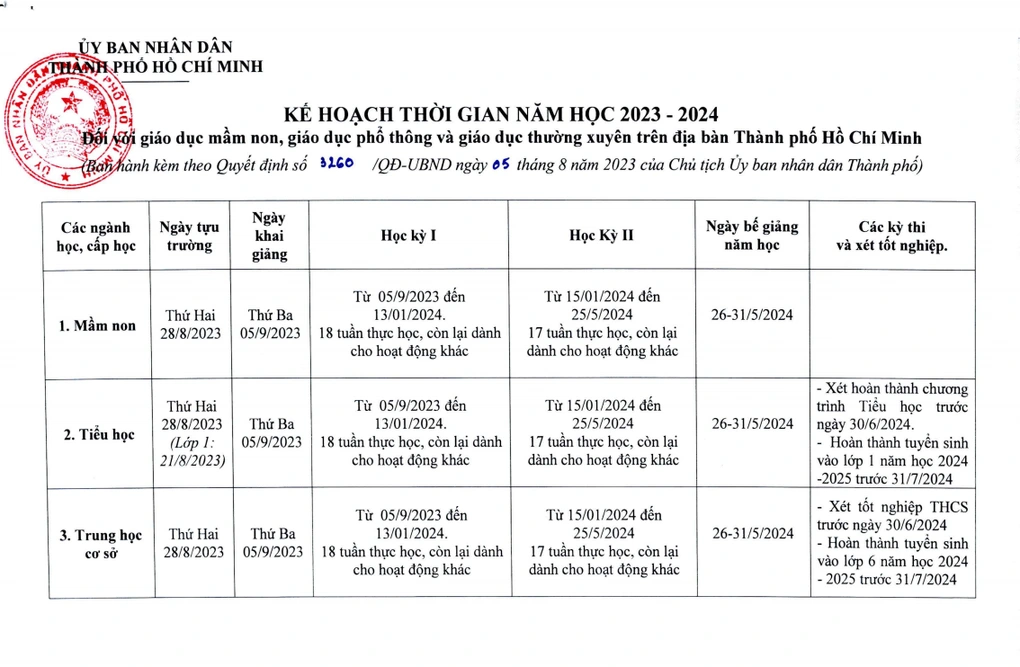 ỦY BAN NHÂN DÂN
THÀNH PHỐ HỒ CHÍ MINH
KẾ HOẠCH THỜI GIAN NĂM HỌC 2023 - 2024
Đối với giáo dục mầm non, giáo dục phổ thông và giáo dục thường xuyên trên địa bàn Thành phố Hồ Chí Minh
(Ban hành kèm theo Quyết định số 3260 /QĐ-UBND ngày 05 tháng 8 năm 2023 của Chủ tịch Ủy ban nhân dân Thành phố)
Các ngành
học, cấp học
Ngày tựu
trường
Ngày
khai
giảng
Học kỳ I
Học Kỳ II
Ngày bế giảng
năm học
Các kỳ thi
và xét tốt nghiệp.
1. Mầm non
Thứ Hai
28/8/2023
Thứ Ba
05/9/2023
Từ 05/9/2023 đến
13/01/2024.
18 tuần thực học, còn lại dành
cho hoạt động khác
Từ 15/01/2024 đến
25/5/2024
17 tuần thực học, còn lại
dành cho hoạt động khác
26-31/5/2024
2. Tiểu học
Thứ Hai
28/8/2023
(Lớp 1:
21/8/2023)
Thứ Ba
05/9/2023
Từ 05/9/2023 đến
13/01/2024.
18 tuần thực học, còn lại dành
cho hoạt động khác
Từ 15/01/2024 đến
25/5/2024
17 tuần thực học, còn lại
dành cho hoạt động khác
26-31/5/2024
- Xét hoàn thành chương
trình Tiểu học trước
ngày 30/6/2024.
- Hoàn thành tuyển sinh
vào lớp 1 năm học 2024
-2025 trước 31/7/2024
3. Trung học
cơ sở
Thứ Hai
28/8/2023
Thứ Ba
05/9/2023
Từ 05/9/2023 đến
13/01/2024.
18 tuần thực học, còn lại dành
cho hoạt động khác
Từ 15/01/2024 đến
25/5/2024
17 tuần thực học, còn lại
dành cho hoạt động khác
26-31/5/2024
- Xét tốt nghiệp THCS
trước ngày 30/6/2024
- Hoàn thành tuyển sinh
vào lớp 6 năm học 2024
- 2025 trước 31/7/2024